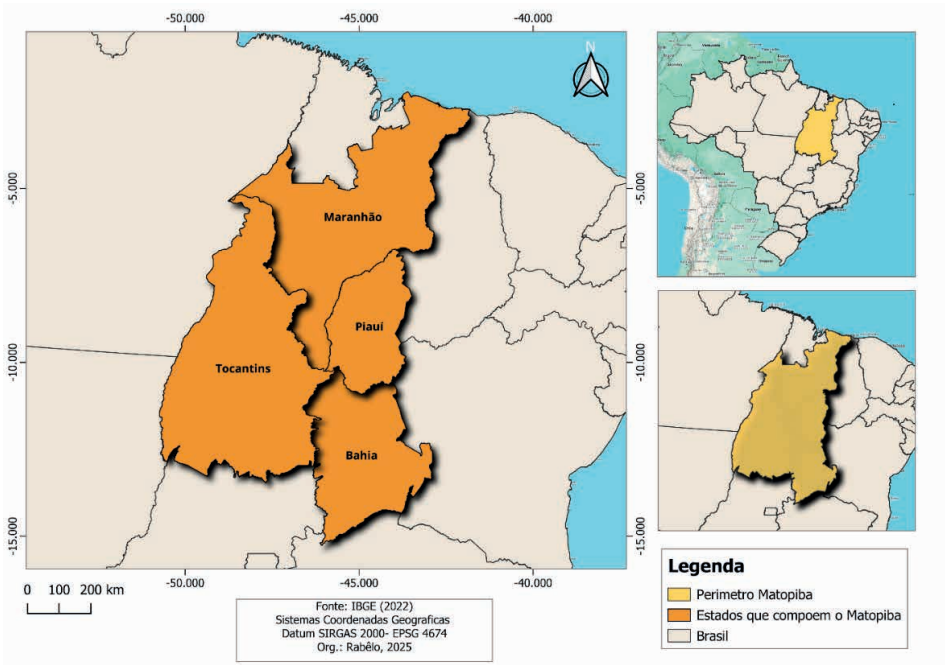 -50.000
-45.000
-40.000
N
-5.000
-5.000
Maranhão
Piauí
Tocantins
-10.000
-10.000
Bahia
-15.000
-15.000
-50.000
-45.000
-40.000
0 100 200 km
Fonte: IBGE (2022)
Sistemas Coordenadas Geograficas
Datum SIRGAS 2000- EPSG 4674
Org.: Rabêlo, 2025
Legenda
Perimetro Matopiba
Estados que compoem o Matopiba
Brasil